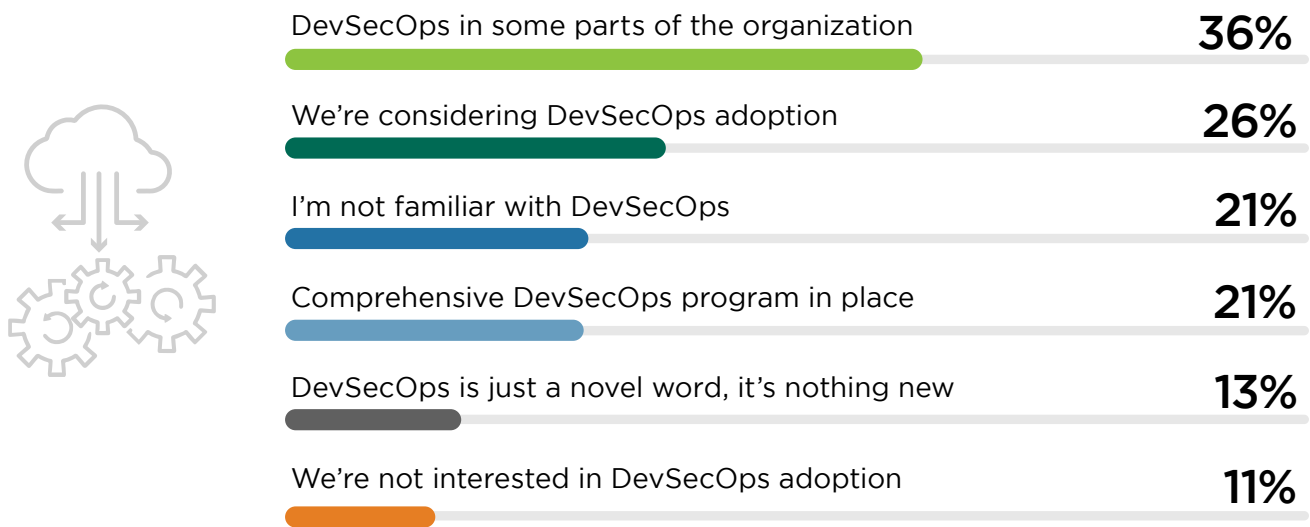 DevSecOps in some parts of the organization 36%
We’re considering DevSecOps adoption 26%
I’m not familiar with DevSecOps 21%
Comprehensive DevSecOps program in place 21%
DevSecOps is just a novel word, it’s nothing new 13%
We’re not interested in DevSecOps adoption 11%